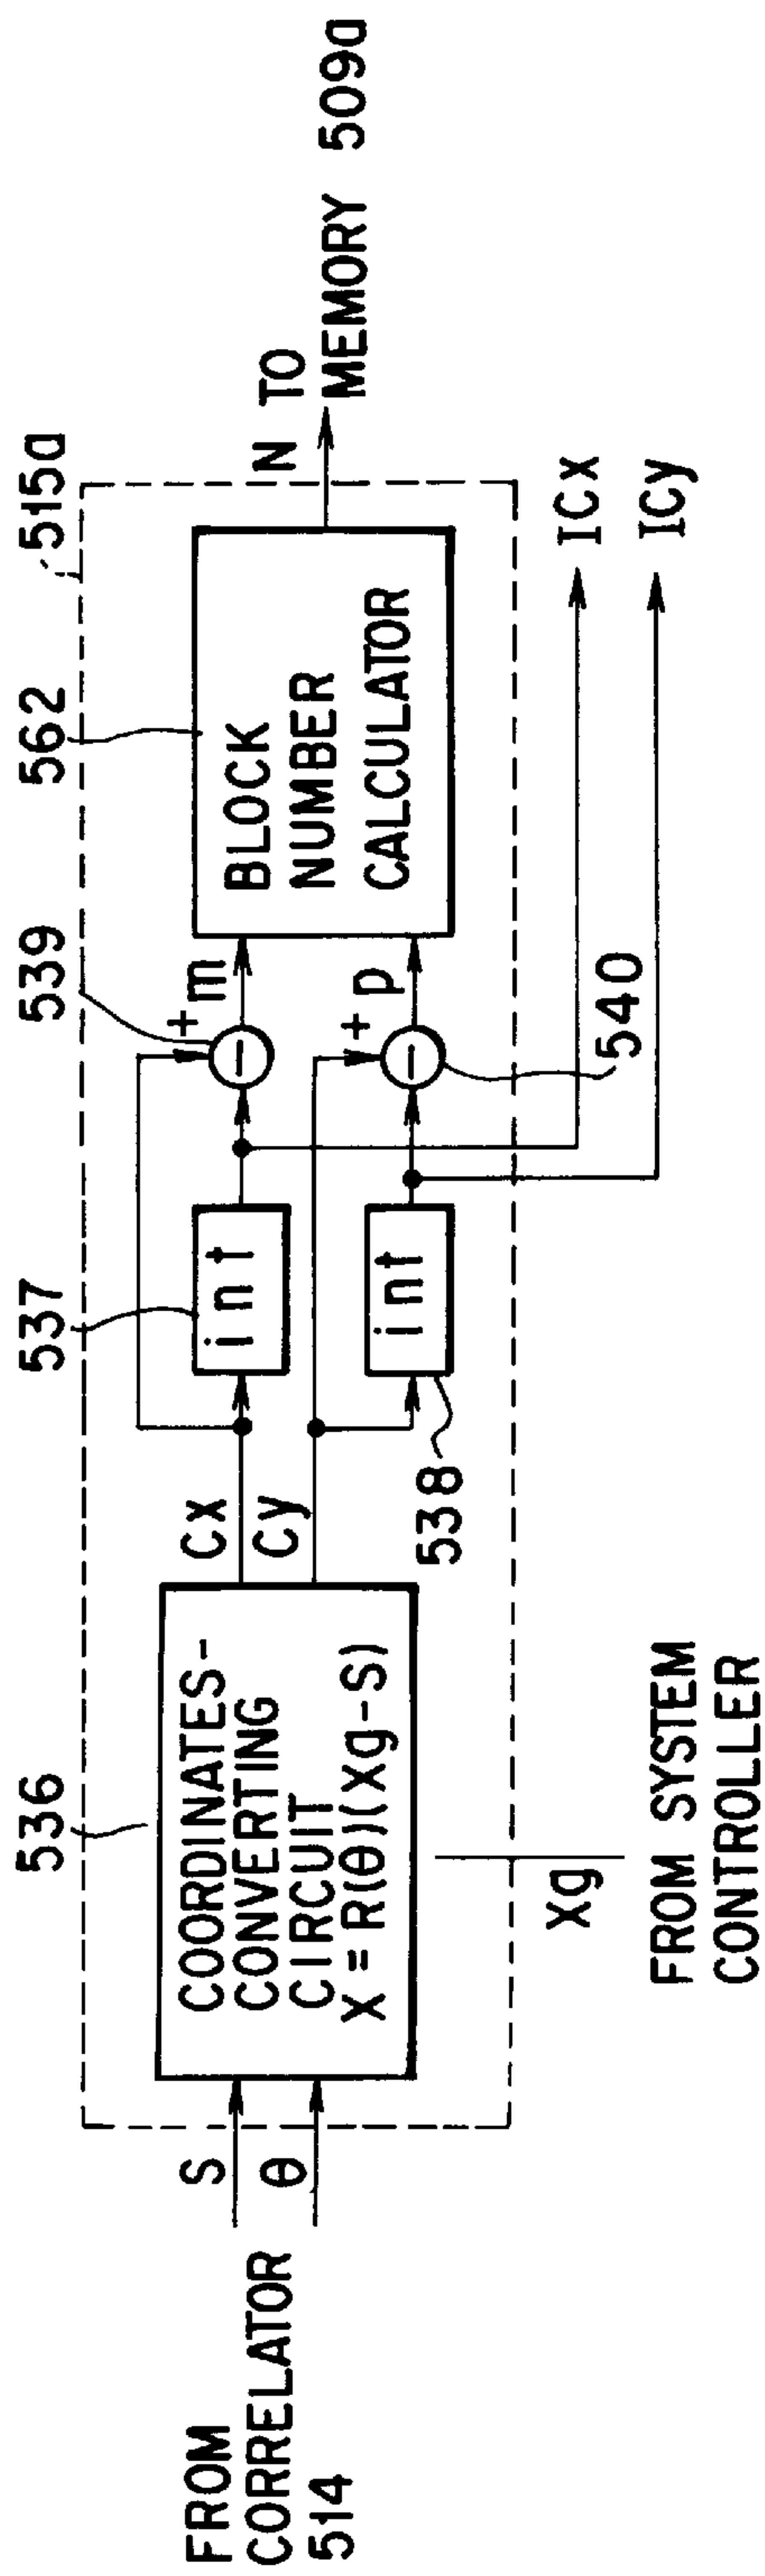 FROM
CORRELATOR
514
S
θ
536
COORDINATES-
CONVERTING
CIRCUIT
X = R(θ)(Xg-S)
Xg
FROM SYSTEM
CONTROLLER
Cx
Cy
537
int
538
int
539
+
−
m
+
−
p
540
562
BLOCK
NUMBER
CALCULATOR
515a
N
TO
MEMORY 509a
ICx
ICy